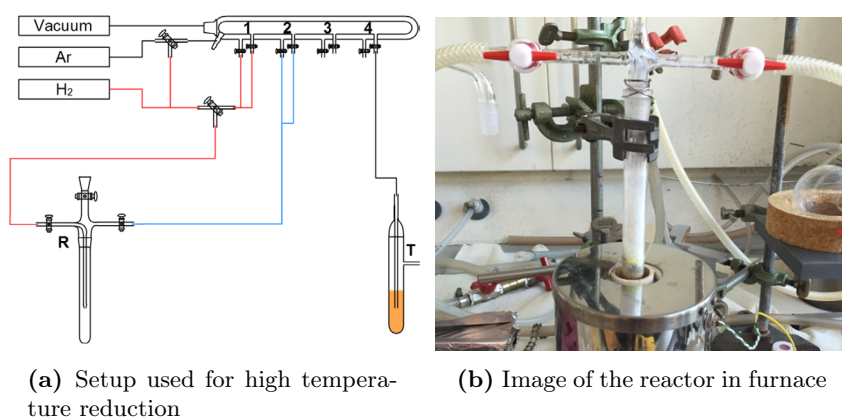 Vacuum
Ar
H₂
1 2 3 4
R
T
(a) Setup used for high tempera-
ture reduction
(b) Image of the reactor in furnace